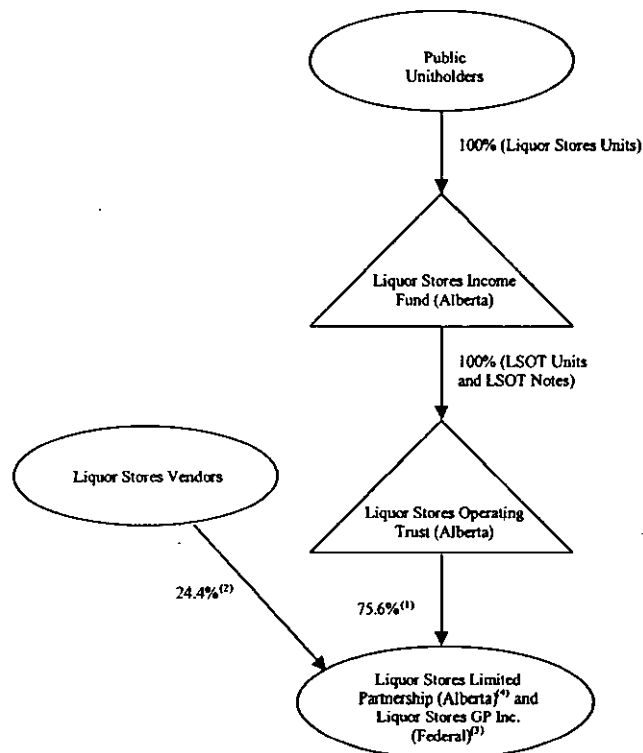 Public
Unitholders
100% (Liquor Stores Units)
Liquor Stores Income
Fund (Alberta)
100% (LSOT Units
and LSOT Notes)
Liquor Stores Vendors
Liquor Stores Operating
Trust (Alberta)
24.4%(2)
75.6%(1)
Liquor Stores Limited
Partnership (Alberta)(4) and
Liquor Stores GP Inc.
(Federal)(3)